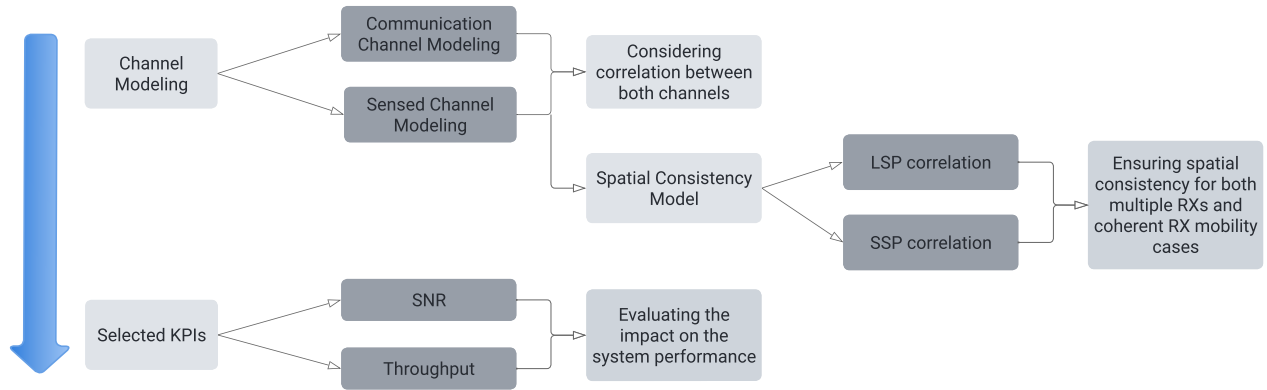 Channel
Modeling
Communication
Channel Modeling
Sensed Channel
Modeling
Considering
correlation between
both channels
Spatial Consistency
Model
LSP correlation
SSP correlation
Ensuring spatial
consistency for both
multiple RXs and
coherent RX mobility
cases
Selected KPIs
SNR
Throughput
Evaluating the
impact on the
system performance